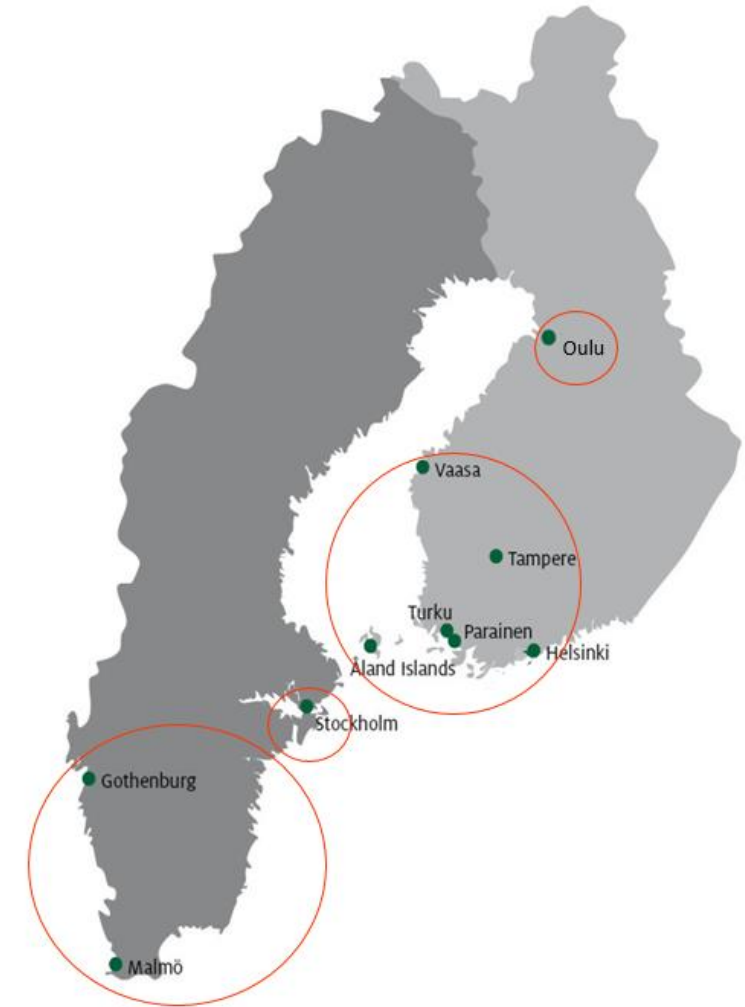 Oulu
Vaasa
Tampere
Turku
Parainen
Helsinki
Åland Islands
Stockholm
Gothenburg
Malmö